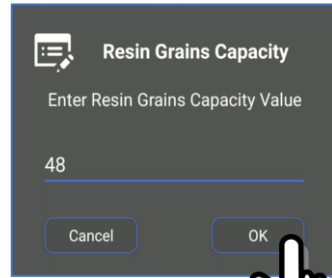 Resin Grains Capacity
Enter Resin Grains Capacity Value
48
Cancel
OK